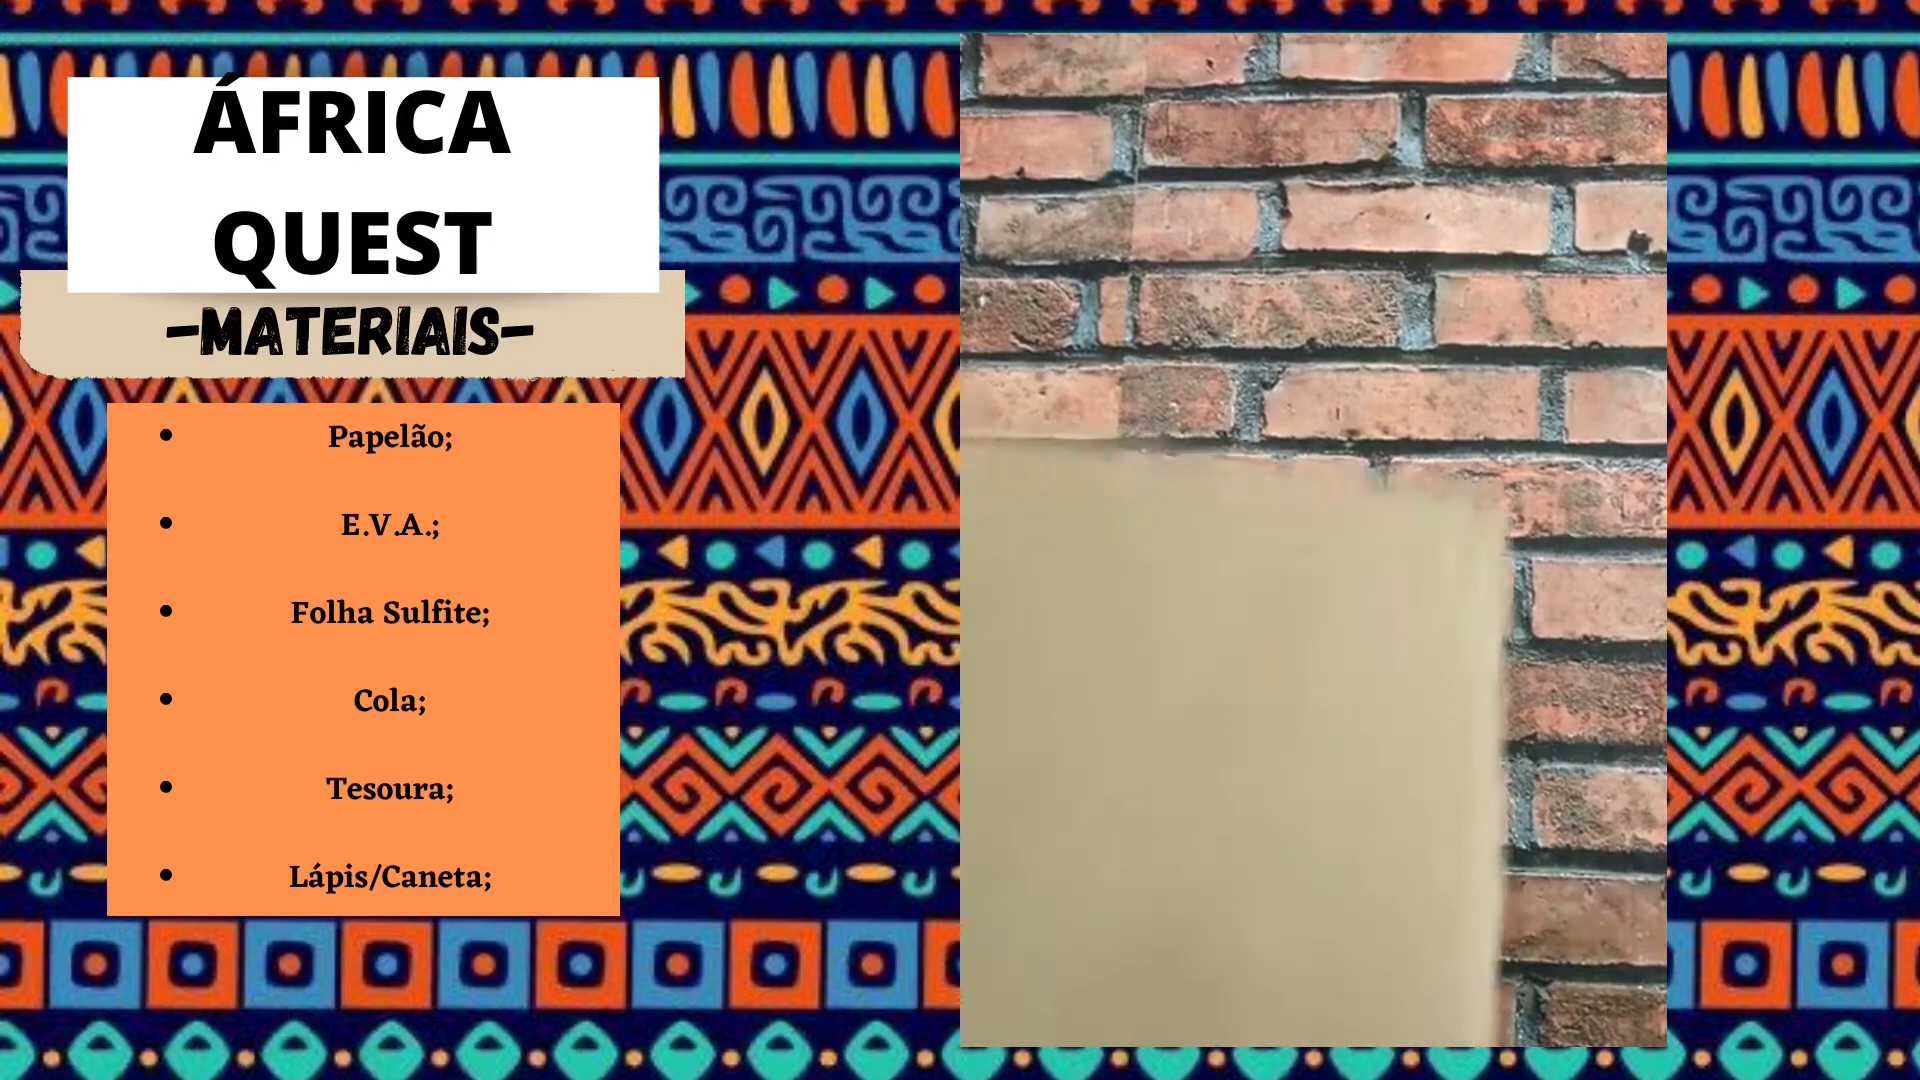 ÁFRICA
QUEST
-MATERIAIS-
• Papelão;
• E.V.A.;
• Folha Sulfite;
• Cola;
• Tesoura;
• Lápis/Caneta;